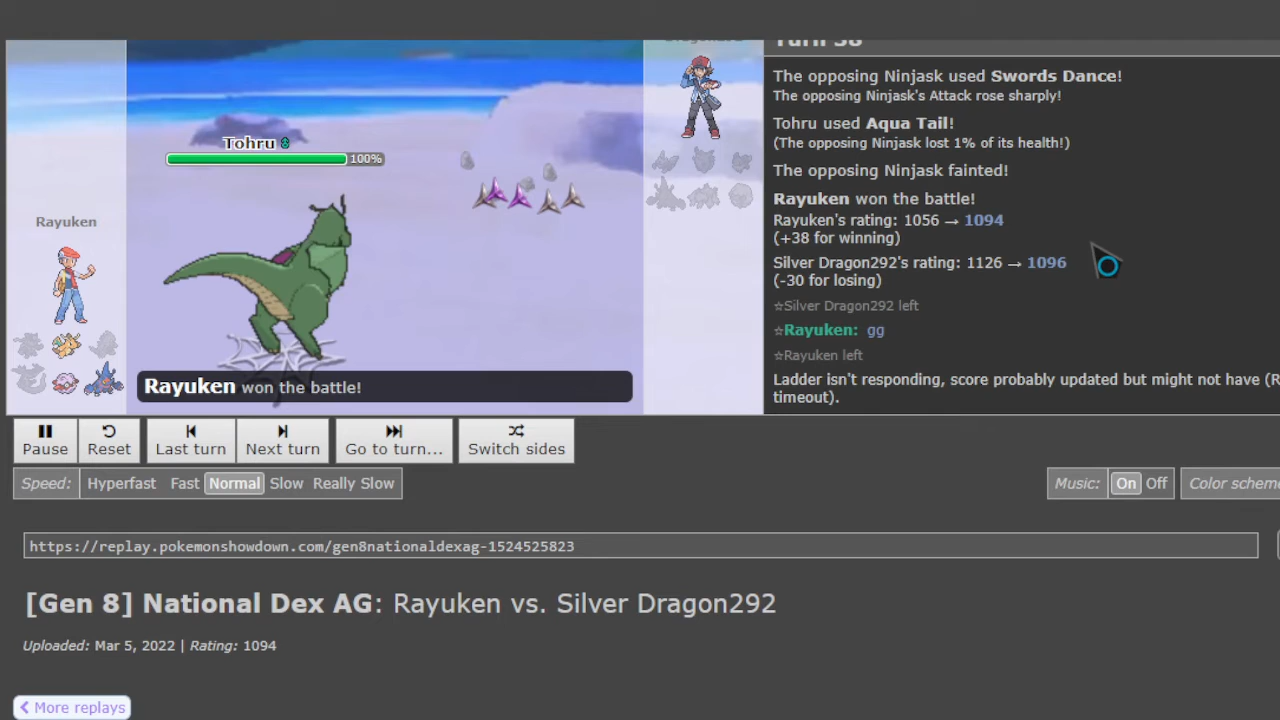 Turn 38
The opposing Ninjask used Swords Dance!
The opposing Ninjask's Attack rose sharply!
Tohru used Aqua Tail!
(The opposing Ninjask lost 1% of its health!)
The opposing Ninjask fainted!
Rayuken won the battle!
Rayuken's rating: 1056 → 1094
(+38 for winning)
Silver Dragon292's rating: 1126 → 1096
(-30 for losing)
☆Silver Dragon292 left
☆Rayuken: gg
☆Rayuken left
Ladder isn't responding, score probably updated but might not have (R
timeout).
Tohru
100%
Rayuken
Rayuken won the battle!
Pause
Reset
Last turn
Next turn
Go to turn...
Switch sides
Speed: Hyperfast Fast Normal Slow Really Slow
Music: On Off
Color scheme
https://replay.pokemonshowdown.com/gen8nationaldexag-1524525823
[Gen 8] National Dex AG: Rayuken vs. Silver Dragon292
Uploaded: Mar 5, 2022 | Rating: 1094
More replays